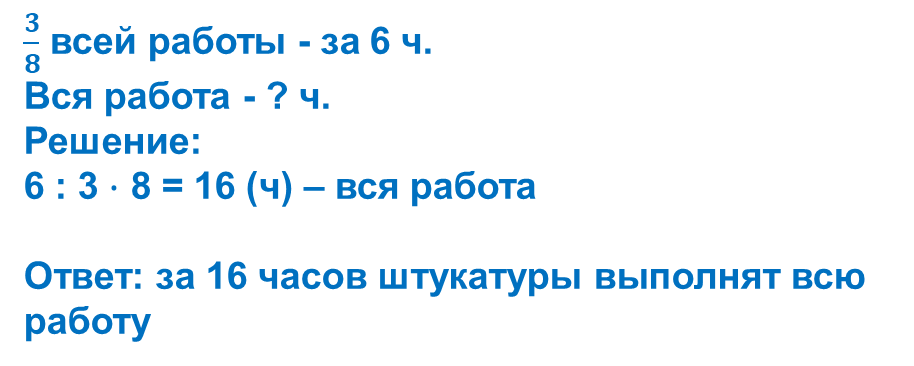 3/8 всей работы - за 6 ч.
Вся работа - ? ч.
Решение:
6 : 3 · 8 = 16 (ч) – вся работа
Ответ: за 16 часов штукатуры выполнят всю
работу